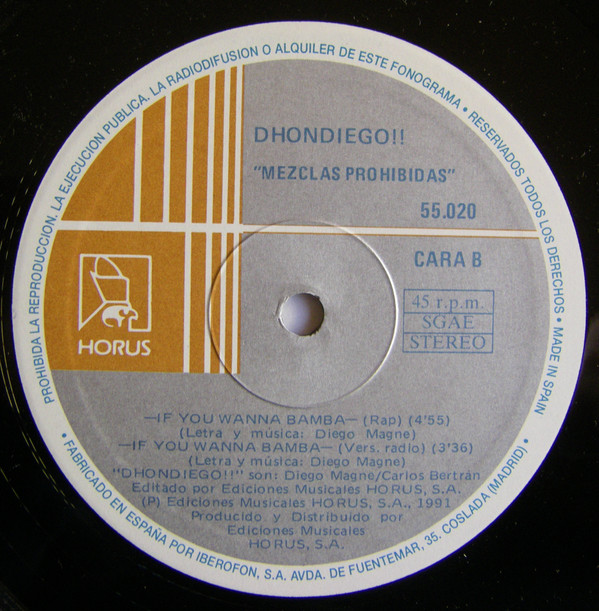 PROHIBIDA LA REPRODUCCION. LA EJECUCION PUBLICA. LA RADIODIFUSION O ALQUILER DE ESTE FONOGRAMA • RESERVADOS TODOS LOS DERECHOS • MADE IN SPAIN
DHONDIEGO!!
"MEZCLAS PROHIBIDAS"
55.020
CARA B
45 r.p.m.
SGAE
STEREO
HORUS
—IF YOU WANNA BAMBA— (Rap) (4'55)
(Letra y música: Diego Magne)
—IF YOU WANNA BAMBA— (Vers. radio) (3'36)
(Letra y música: Diego Magne)
"DHONDIEGO!!" son: Diego Magne/Carlos Bertrán
Editado por Ediciones Musicales HORUS, S.A.
(P) Ediciones Musicales HORUS, S.A., 1991
Producido y Distribuido por
Ediciones Musicales
HORUS, S.A.
• FABRICADO EN ESPAÑA POR IBEROFON, S.A. AVDA. DE FUENTEMAR, 35. COSLADA (MADRID) •